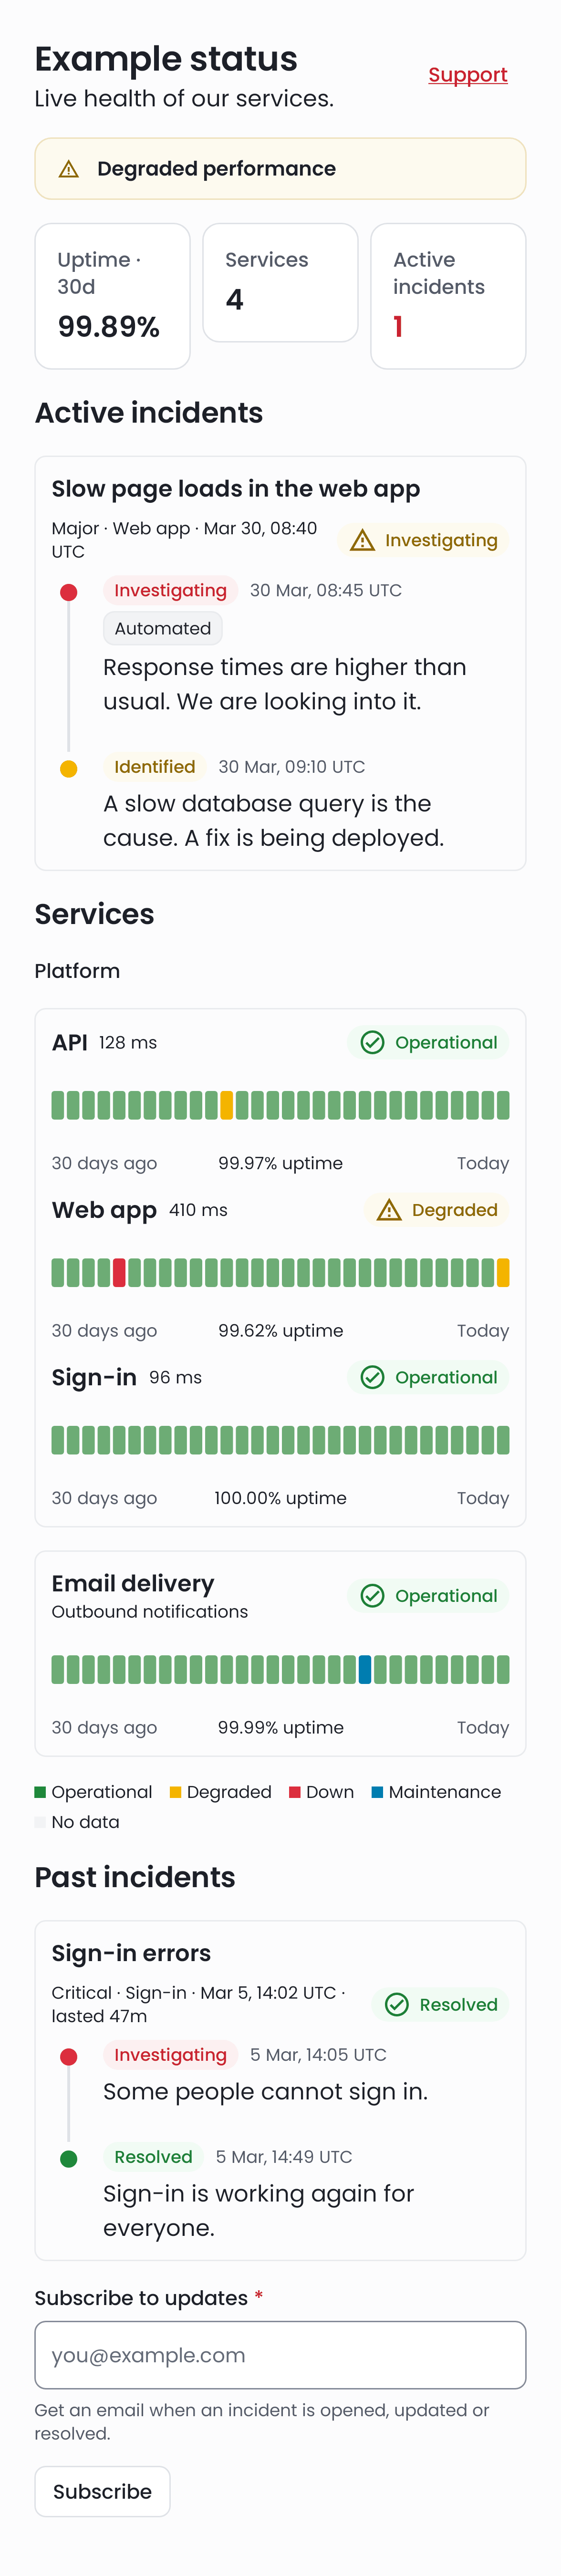 Example status
Live health of our services.
Support
Degraded performance
Uptime ·
30d
99.89%
Services
4
Active
incidents
1
Active incidents
Slow page loads in the web app
Major · Web app · Mar 30, 08:40
UTC
Investigating
Investigating 30 Mar, 08:45 UTC
Automated
Response times are higher than
usual. We are looking into it.
Identified 30 Mar, 09:10 UTC
A slow database query is the
cause. A fix is being deployed.
Services
Platform
API 128 ms Operational
30 days ago 99.97% uptime Today
Web app 410 ms Degraded
30 days ago 99.62% uptime Today
Sign-in 96 ms Operational
30 days ago 100.00% uptime Today
Email delivery
Outbound notifications
Operational
30 days ago 99.99% uptime Today
Operational Degraded Down Maintenance
No data
Past incidents
Sign-in errors
Critical · Sign-in · Mar 5, 14:02 UTC ·
lasted 47m
Resolved
Investigating 5 Mar, 14:05 UTC
Some people cannot sign in.
Resolved 5 Mar, 14:49 UTC
Sign-in is working again for
everyone.
Subscribe to updates *
you@example.com
Get an email when an incident is opened, updated or
resolved.
Subscribe